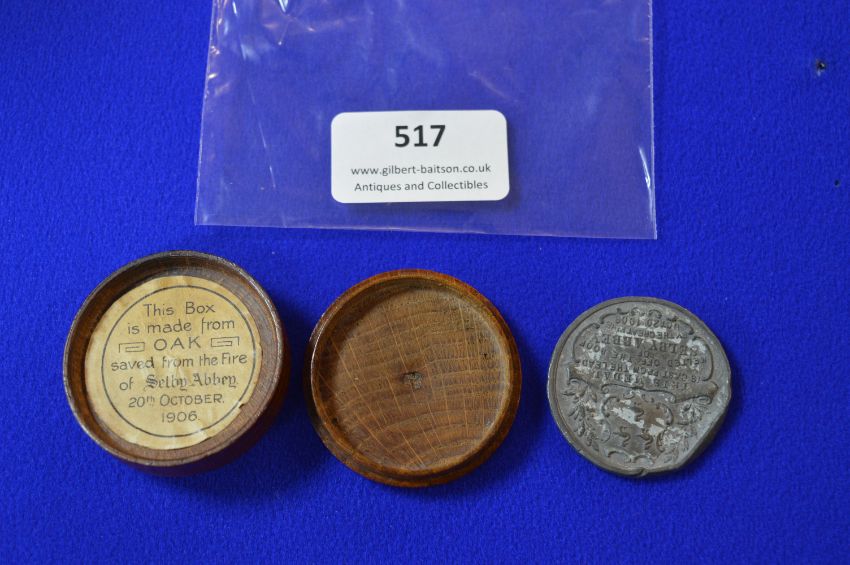 517
www.gilbert-baitson.co.uk
Antiques and Collectibles
This Box
is made from
OAK
saved from the Fire
of Selby Abbey
20th OCTOBER.
1906.